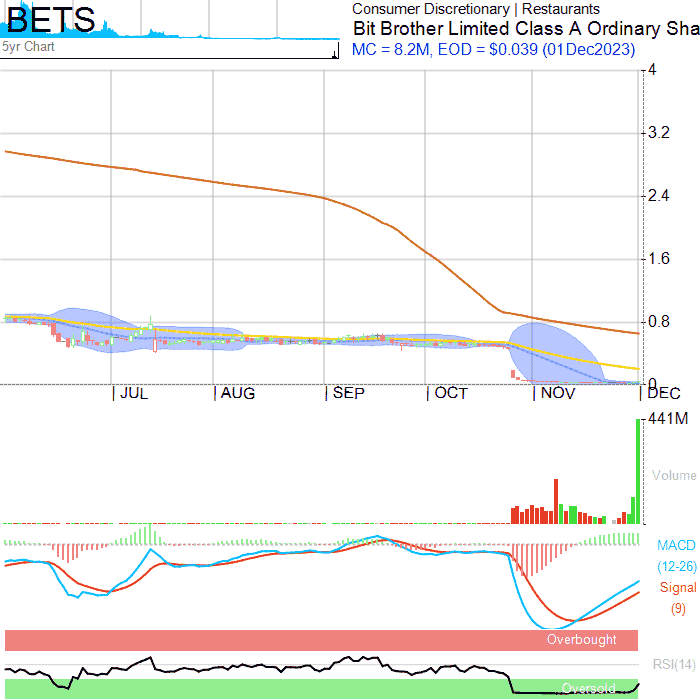 BETS
5yr Chart
Consumer Discretionary | Restaurants
Bit Brother Limited Class A Ordinary Sha
MC = 8.2M, EOD = $0.039 (01Dec2023)
4
3.2
2.4
1.6
0.8
0
JUL AUG SEP OCT NOV DEC
441M
Volume
MACD
(12-26)
Signal
(9)
Overbought
RSI(14)
Oversold